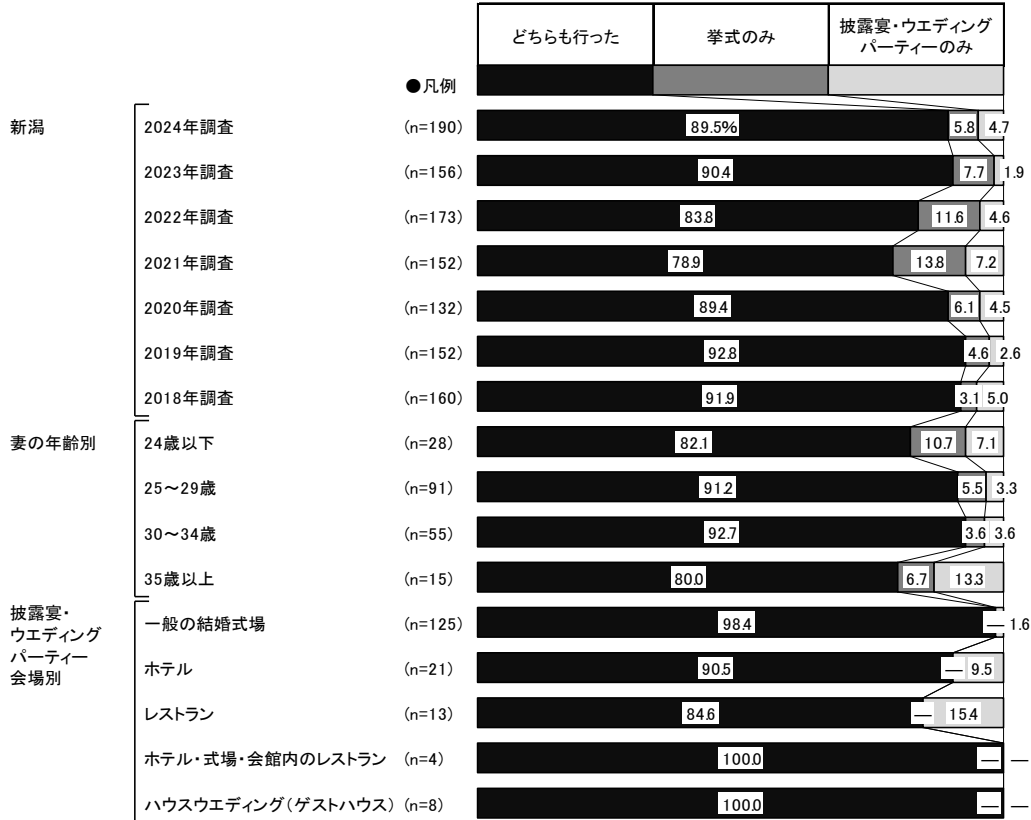 どちらも行った 挙式のみ 披露宴・ウエディング
パーティーのみ
●凡例
新潟 2024年調査 (n=190) 89.5% 5.8 4.7
2023年調査 (n=156) 90.4 7.7 1.9
2022年調査 (n=173) 83.8 11.6 4.6
2021年調査 (n=152) 78.9 13.8 7.2
2020年調査 (n=132) 89.4 6.1 4.5
2019年調査 (n=152) 92.8 4.6 2.6
2018年調査 (n=160) 91.9 3.1 5.0
妻の年齢別 24歳以下 (n=28) 82.1 10.7 7.1
25～29歳 (n=91) 91.2 5.5 3.3
30～34歳 (n=55) 92.7 3.6 3.6
35歳以上 (n=15) 80.0 6.7 13.3
披露宴・
ウエディング
パーティー
会場別
一般の結婚式場 (n=125) 98.4 — 1.6
ホテル (n=21) 90.5 — 9.5
レストラン (n=13) 84.6 — 15.4
ホテル・式場・会館内のレストラン (n=4) 100.0 — —
ハウスウエディング(ゲストハウス) (n=8) 100.0 — —